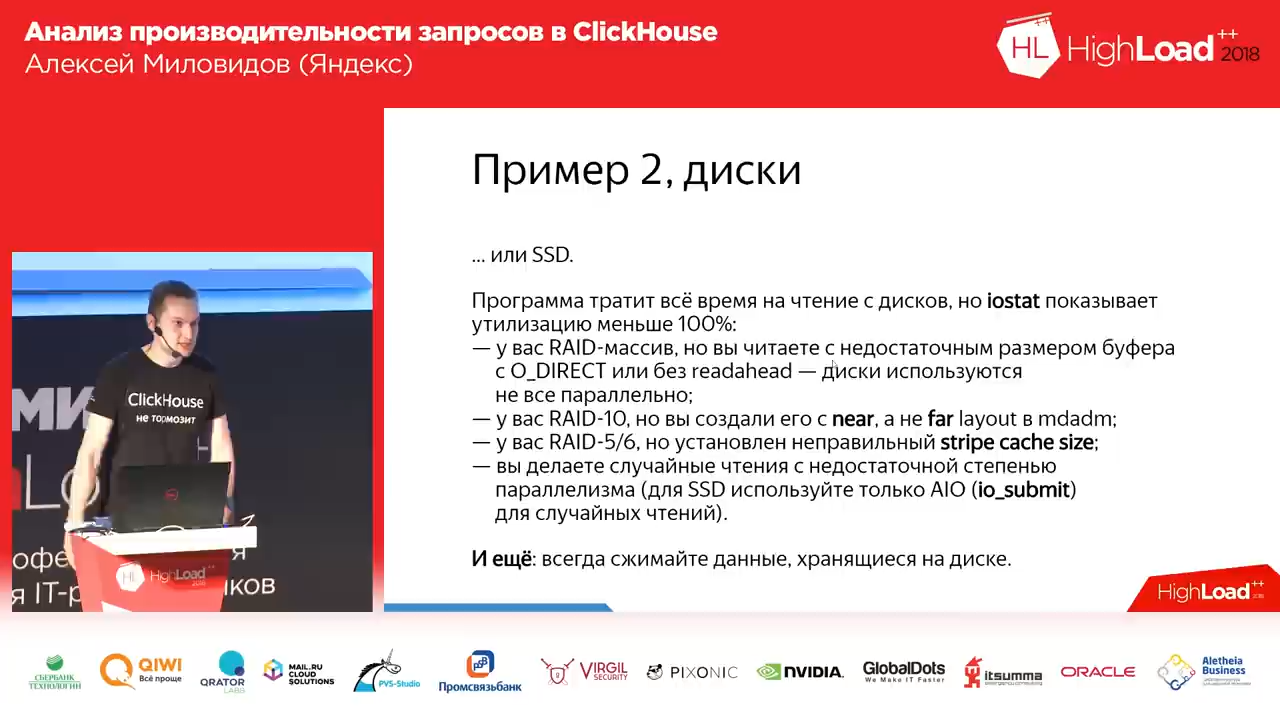 Анализ производительности запросов в ClickHouse
Алексей Миловидов (Яндекс)
HL HighLoad++ 2018
Пример 2, диски
... или SSD.
Программа тратит всё время на чтение с дисков, но iostat показывает
утилизацию меньше 100%:
— у вас RAID-массив, но вы читаете с недостаточным размером буфера
с O_DIRECT или без readahead — диски используются
не все параллельно;
— у вас RAID-10, но вы создали его с near, а не far layout в mdadm;
— у вас RAID-5/6, но установлен неправильный stripe cache size;
— вы делаете случайные чтения с недостаточной степенью
параллелизма (для SSD используйте только AIO (io_submit)
для случайных чтений).
И ещё: всегда сжимайте данные, хранящиеся на диске.
HighLoad++
ClickHouse
не тормозит
HL HighLoad++
СБЕРБАНК
ТЕХНОЛОГИИ
QIWI
Всё проще
QRATOR
LABS
MAIL.RU
CLOUD
SOLUTIONS
PVS-Studio
PSB
Промсвязьбанк
VIRGIL
SECURITY
PIXONIC
NVIDIA.
GlobalDots
We Make IT Faster
itsumma
ORACLE
Aletheia
Business